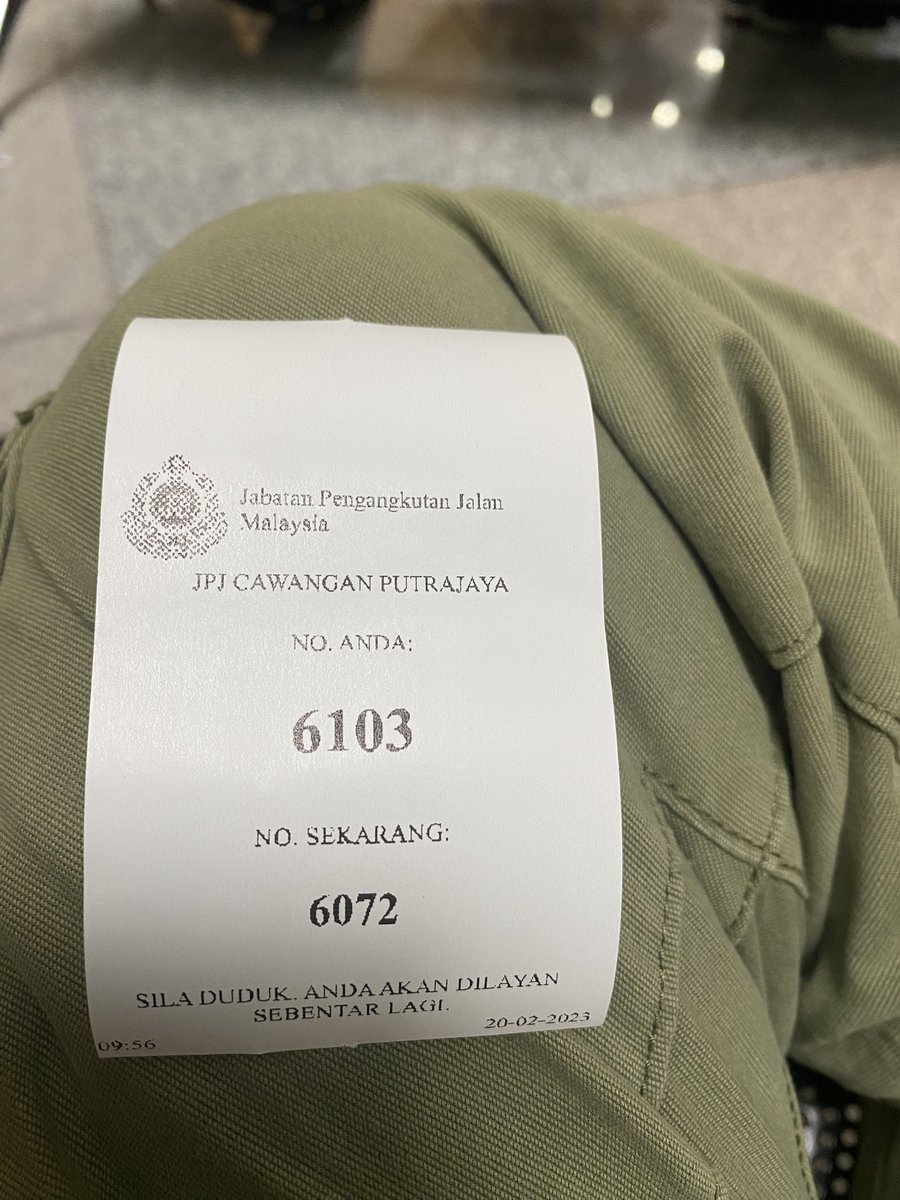 Jabatan Pengangkutan Jalan
Malaysia
JPJ CAWANGAN PUTRAJAYA
NO. ANDA:
6103
NO. SEKARANG:
6072
SILA DUDUK. ANDA AKAN DILAYAN
SEBENTAR LAGI.
09:56
20-02-2023